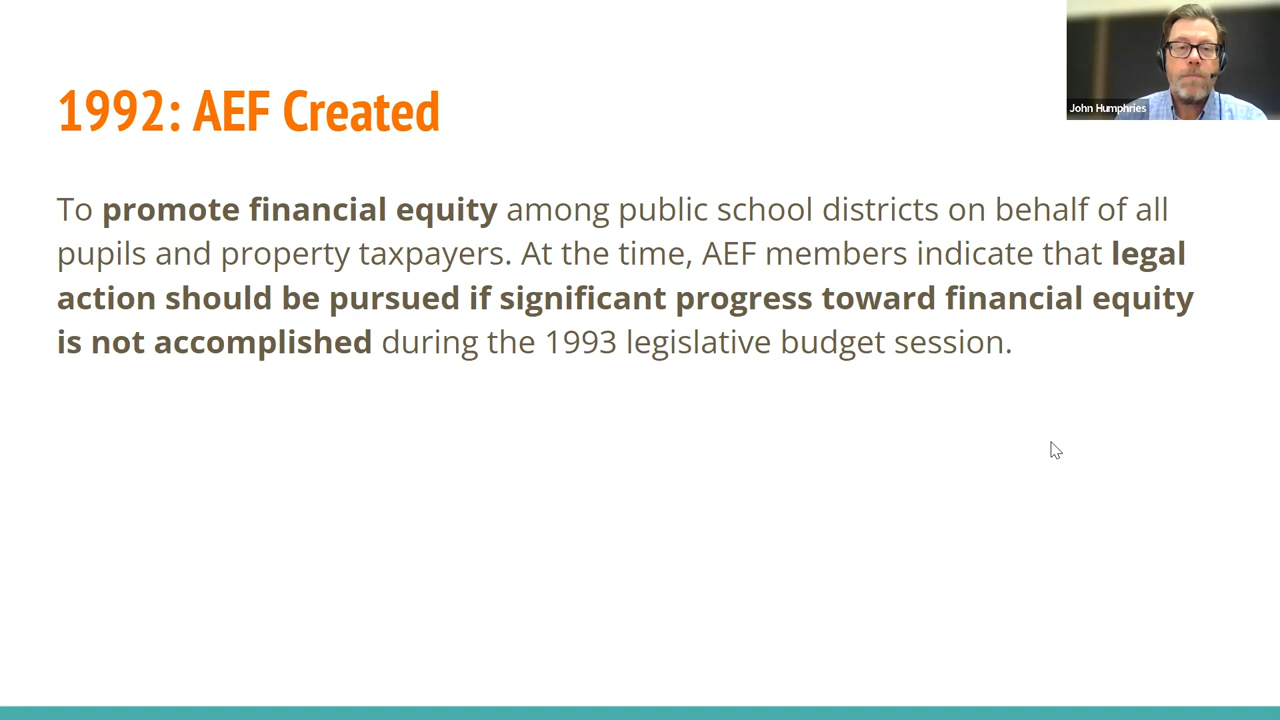 1992: AEF Created
John Humphries
To promote financial equity among public school districts on behalf of all
pupils and property taxpayers. At the time, AEF members indicate that legal
action should be pursued if significant progress toward financial equity
is not accomplished during the 1993 legislative budget session.